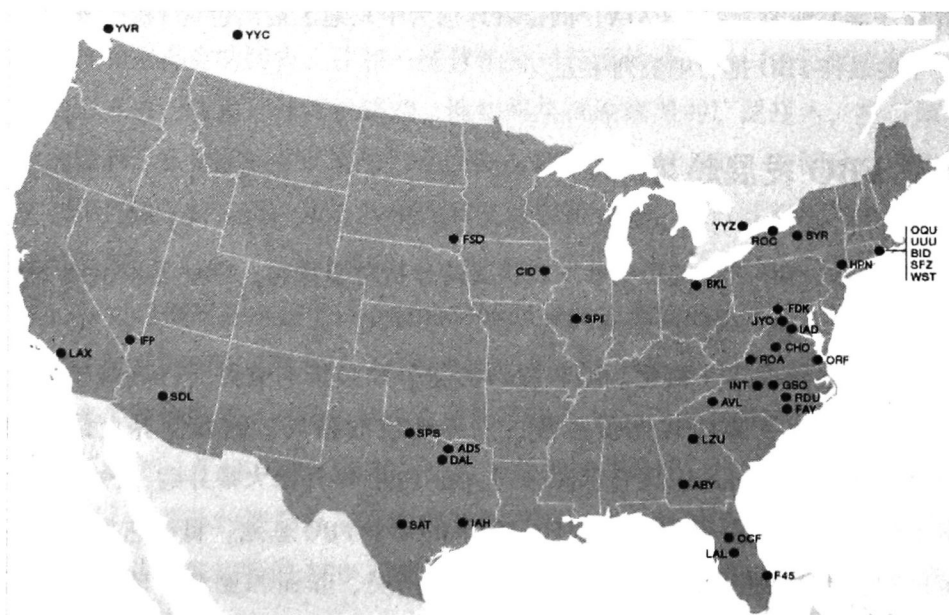 YVR
YYC
YYZ
ROC
SYR
OQU
UUU
BID
SFZ
WST
FSD
CID
HPN
BKL
SPI
FDK
JYO
IAD
IFP
LAX
CHO
ROA
ORF
SDL
INT
GSO
RDU
AVL
FAY
SPS
LZU
ADS
DAL
ABY
SAT
IAH
OCF
LAL
F45